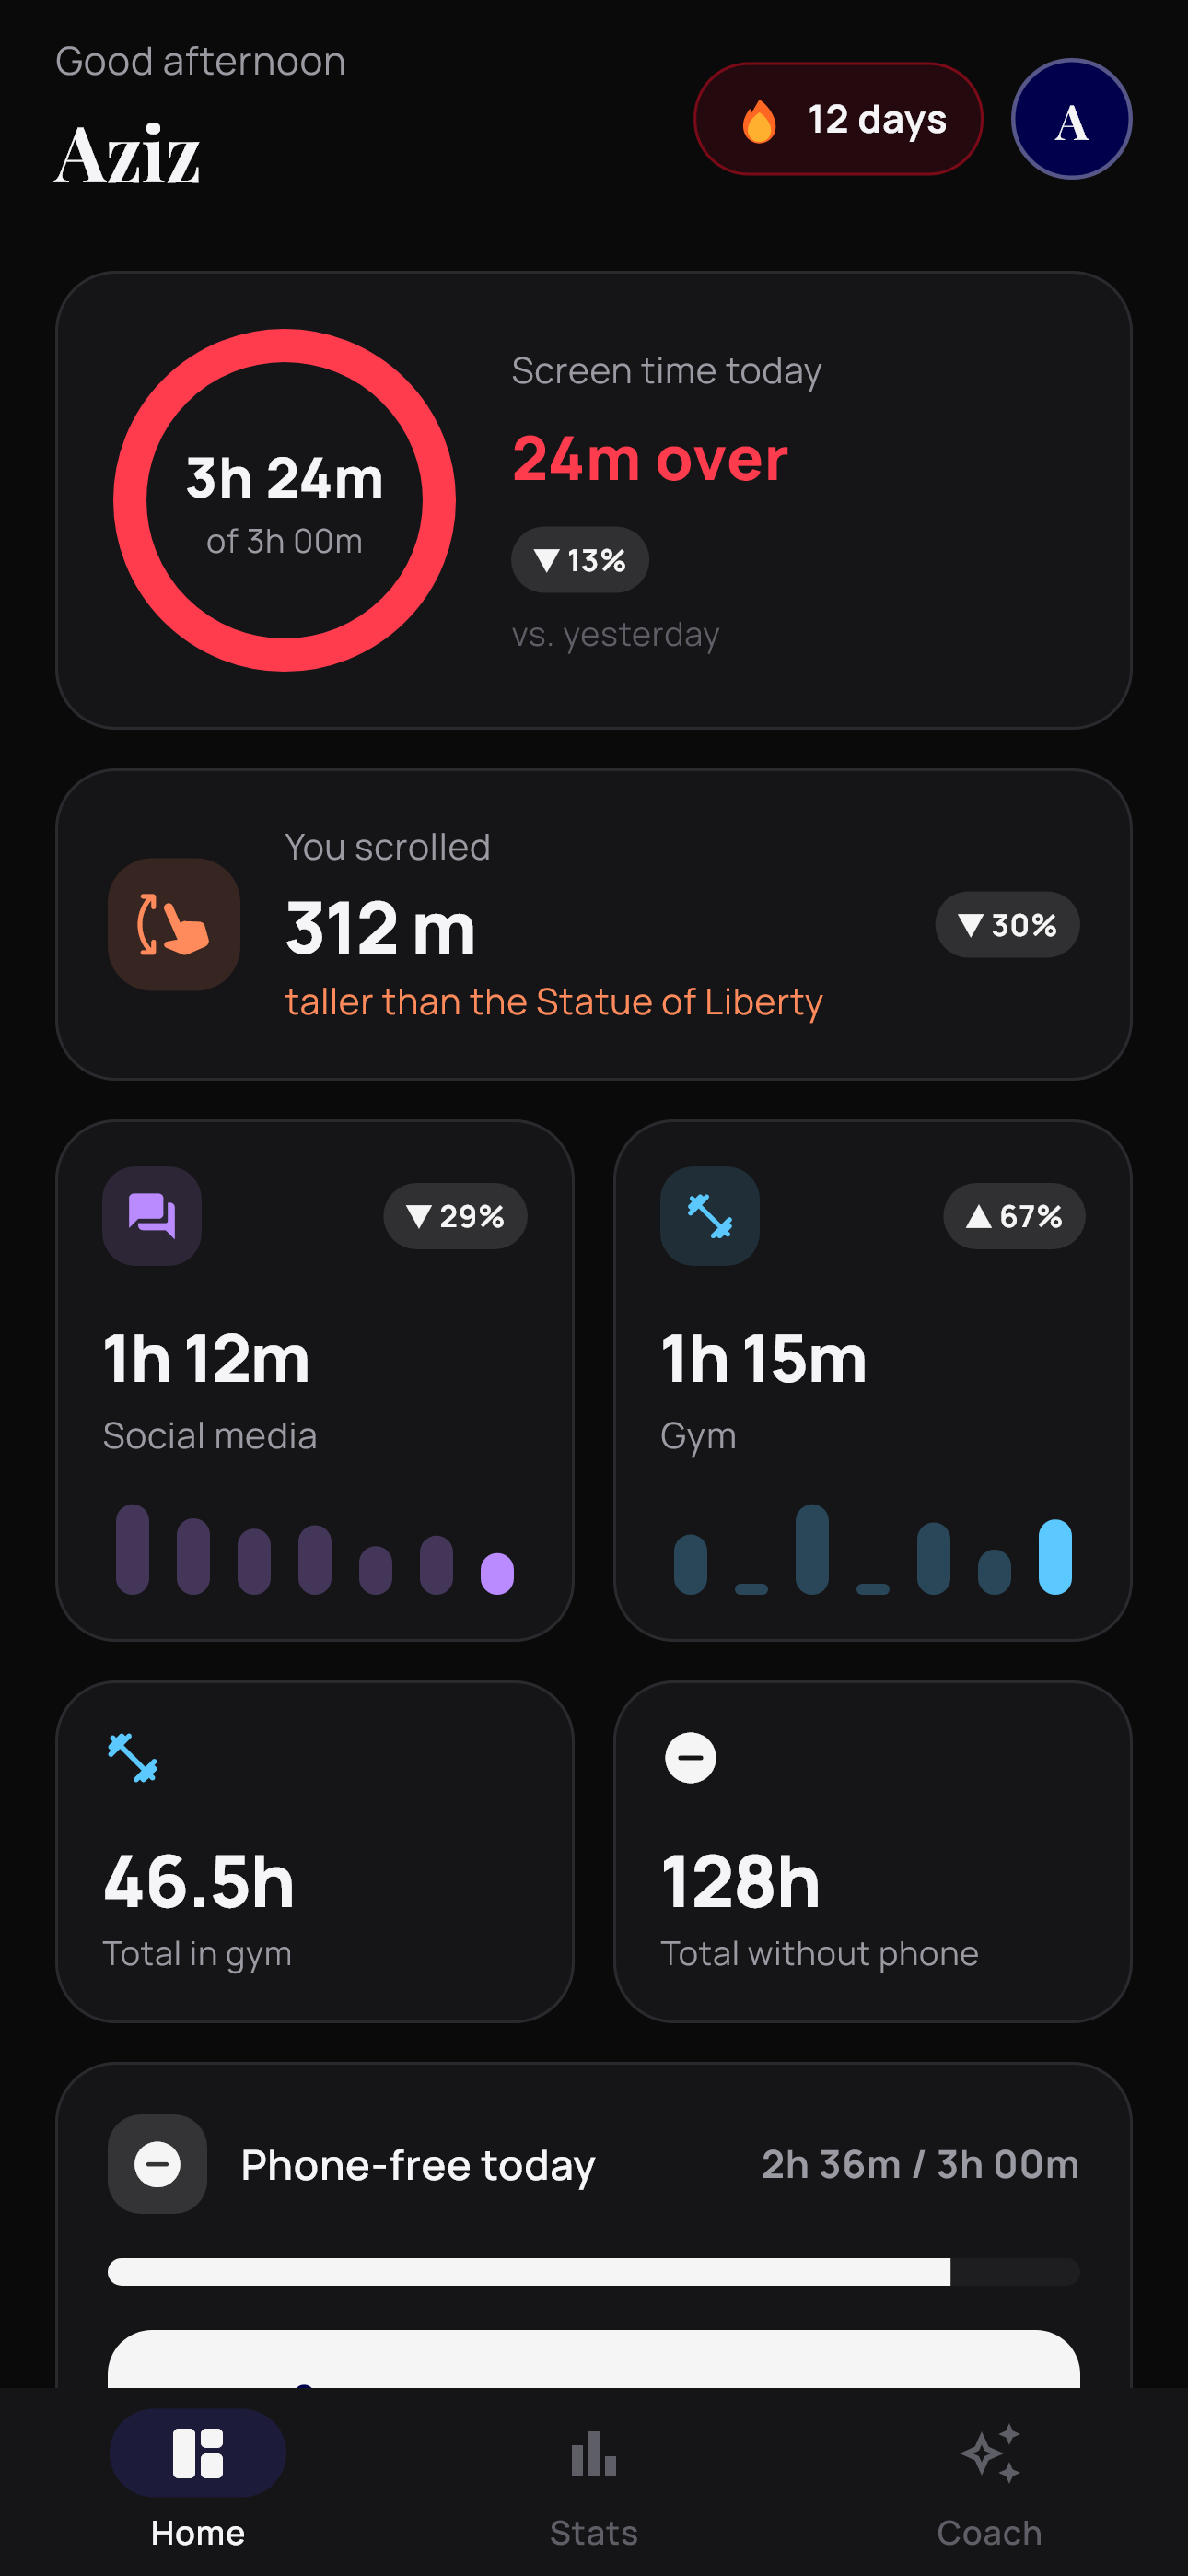 Good afternoon
Aziz
12 days
A
3h 24m
of 3h 00m
Screen time today
24m over
▼ 13%
vs. yesterday
You scrolled
312 m
taller than the Statue of Liberty
▼ 30%
▼ 29%
1h 12m
Social media
▲ 67%
1h 15m
Gym
46.5h
Total in gym
128h
Total without phone
Phone-free today
2h 36m / 3h 00m
Home
Stats
Coach